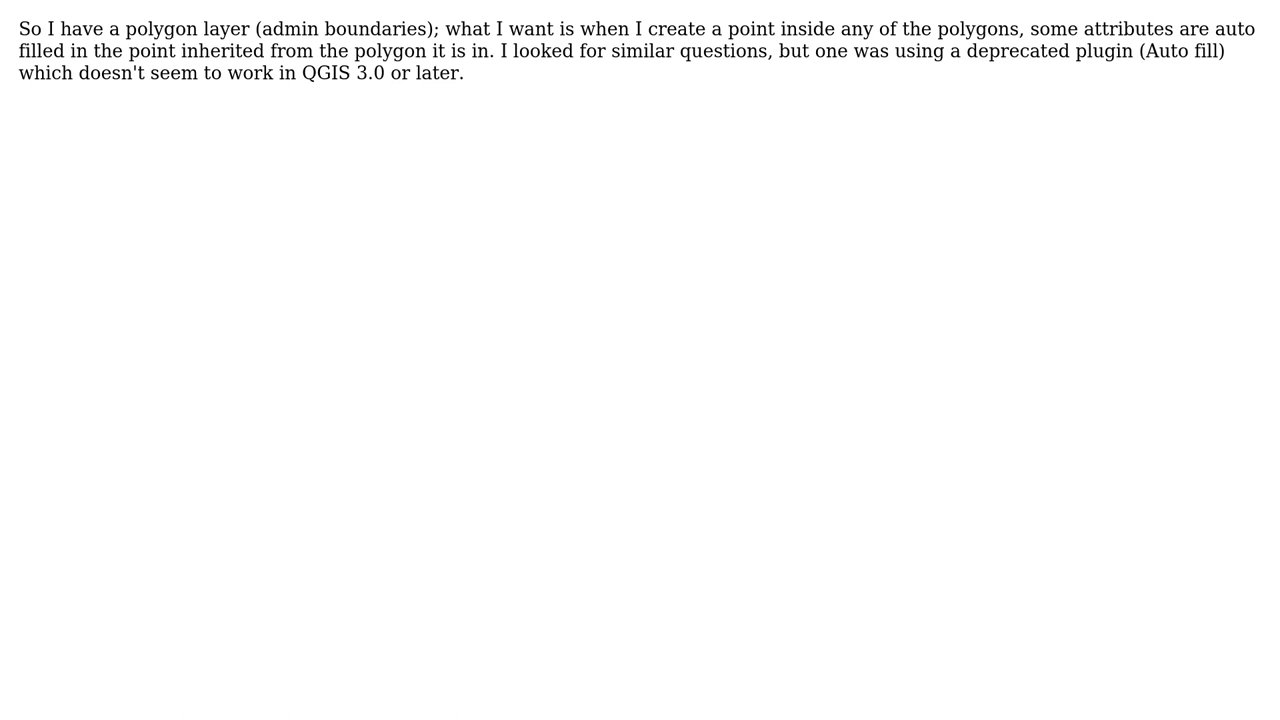 So I have a polygon layer (admin boundaries); what I want is when I create a point inside any of the polygons, some attributes are auto
filled in the point inherited from the polygon it is in. I looked for similar questions, but one was using a deprecated plugin (Auto fill)
which doesn't seem to work in QGIS 3.0 or later.